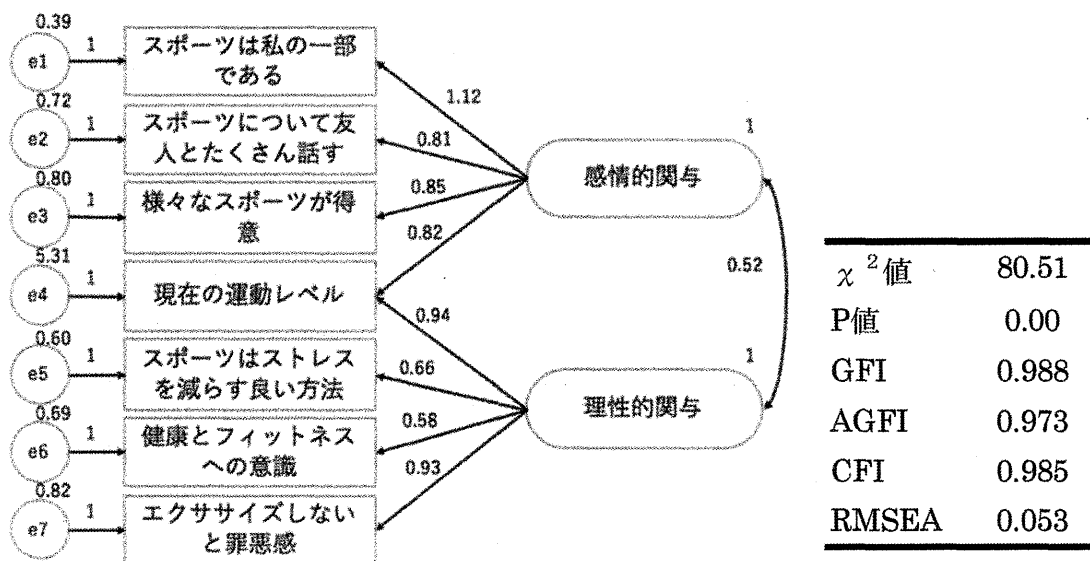 0.39
e1
1
スポーツは私の一部
である
0.72
e2
1
スポーツについて友
人とたくさん話す
0.80
e3
1
様々なスポーツが得
意
5.31
e4
1
現在の運動レベル
0.60
e5
1
スポーツはストレス
を減らす良い方法
0.69
e6
1
健康とフィットネス
への意識
0.82
e7
1
エクササイズしない
と罪悪感
1.12
0.81
0.85
0.82
0.94
0.66
0.58
0.93
1
感情的関与
0.52
1
理性的関与
χ²値 80.51
P値 0.00
GFI 0.988
AGFI 0.973
CFI 0.985
RMSEA 0.053